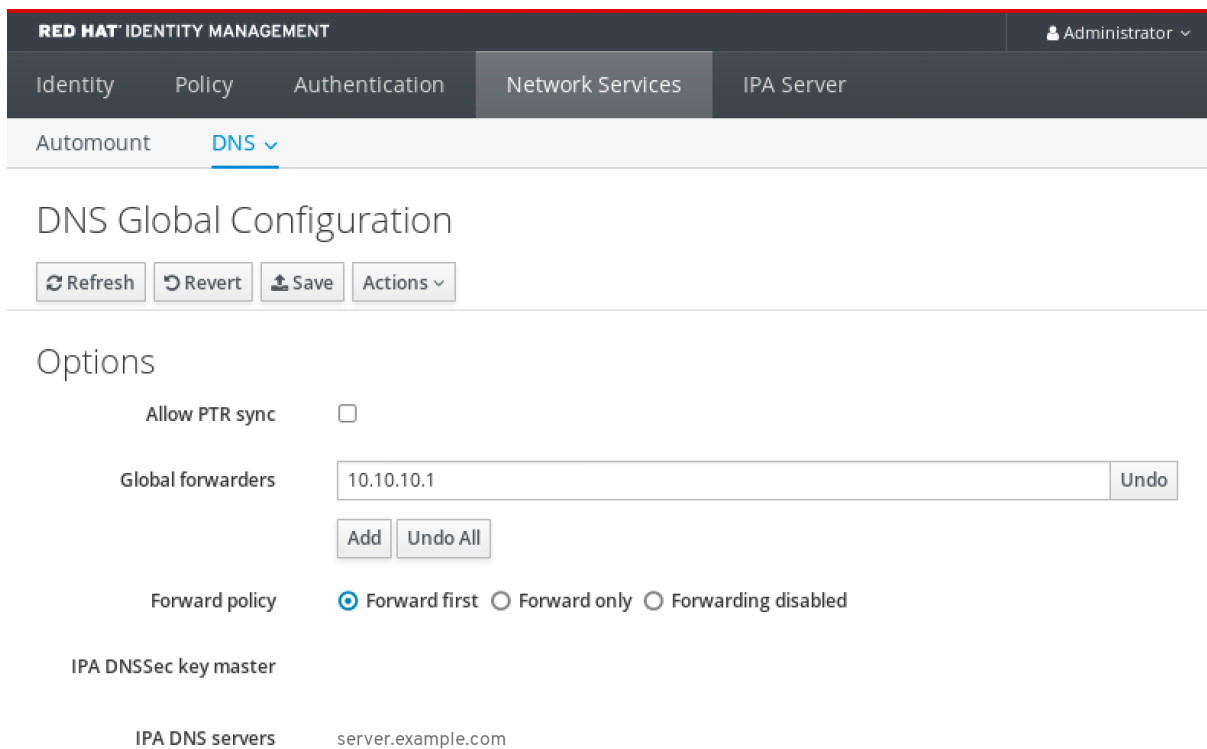 RED HAT® IDENTITY MANAGEMENT Administrator
Identity Policy Authentication Network Services IPA Server
Automount DNS
DNS Global Configuration
Refresh Revert Save Actions
Options
Allow PTR sync
Global forwarders 10.10.10.1 Undo
Add Undo All
Forward policy Forward first Forward only Forwarding disabled
IPA DNSSec key master
IPA DNS servers server.example.com